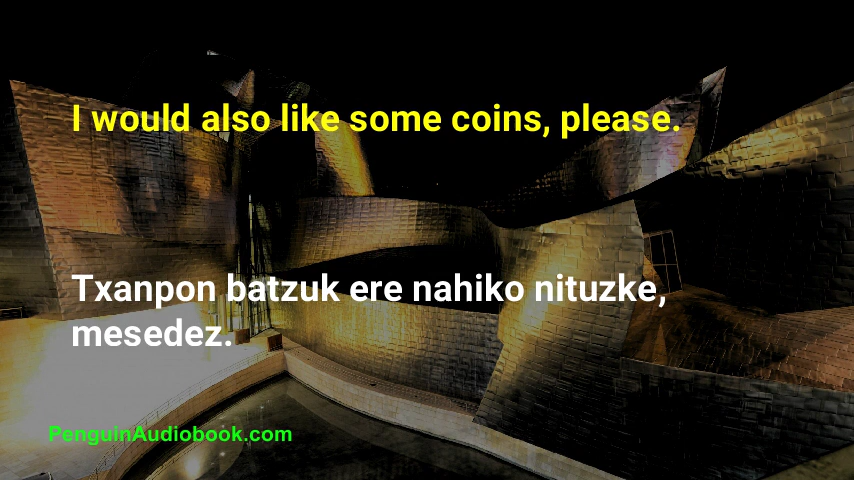 I would also like some coins, please.
Txanpon batzuk ere nahiko nituzke,
mesedez.
PenguinAudiobook.com